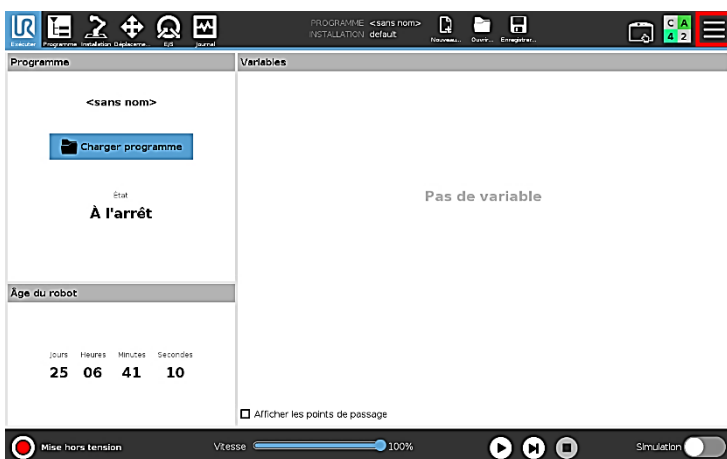 UR
Exécuter
Programme
Installation
Déplaceme...
E/S
Journal
PROGRAMME <sans nom>
INSTALLATION default
Nouveau...
Ouvrir...
Enregistrer...
C A
4 2
Programme
<sans nom>
Charger programme
État
À l'arrêt
Variables
Pas de variable
Âge du robot
Jours Heures Minutes Secondes
25 06 41 10
Afficher les points de passage
Mise hors tension
Vitesse
100%
Simulation